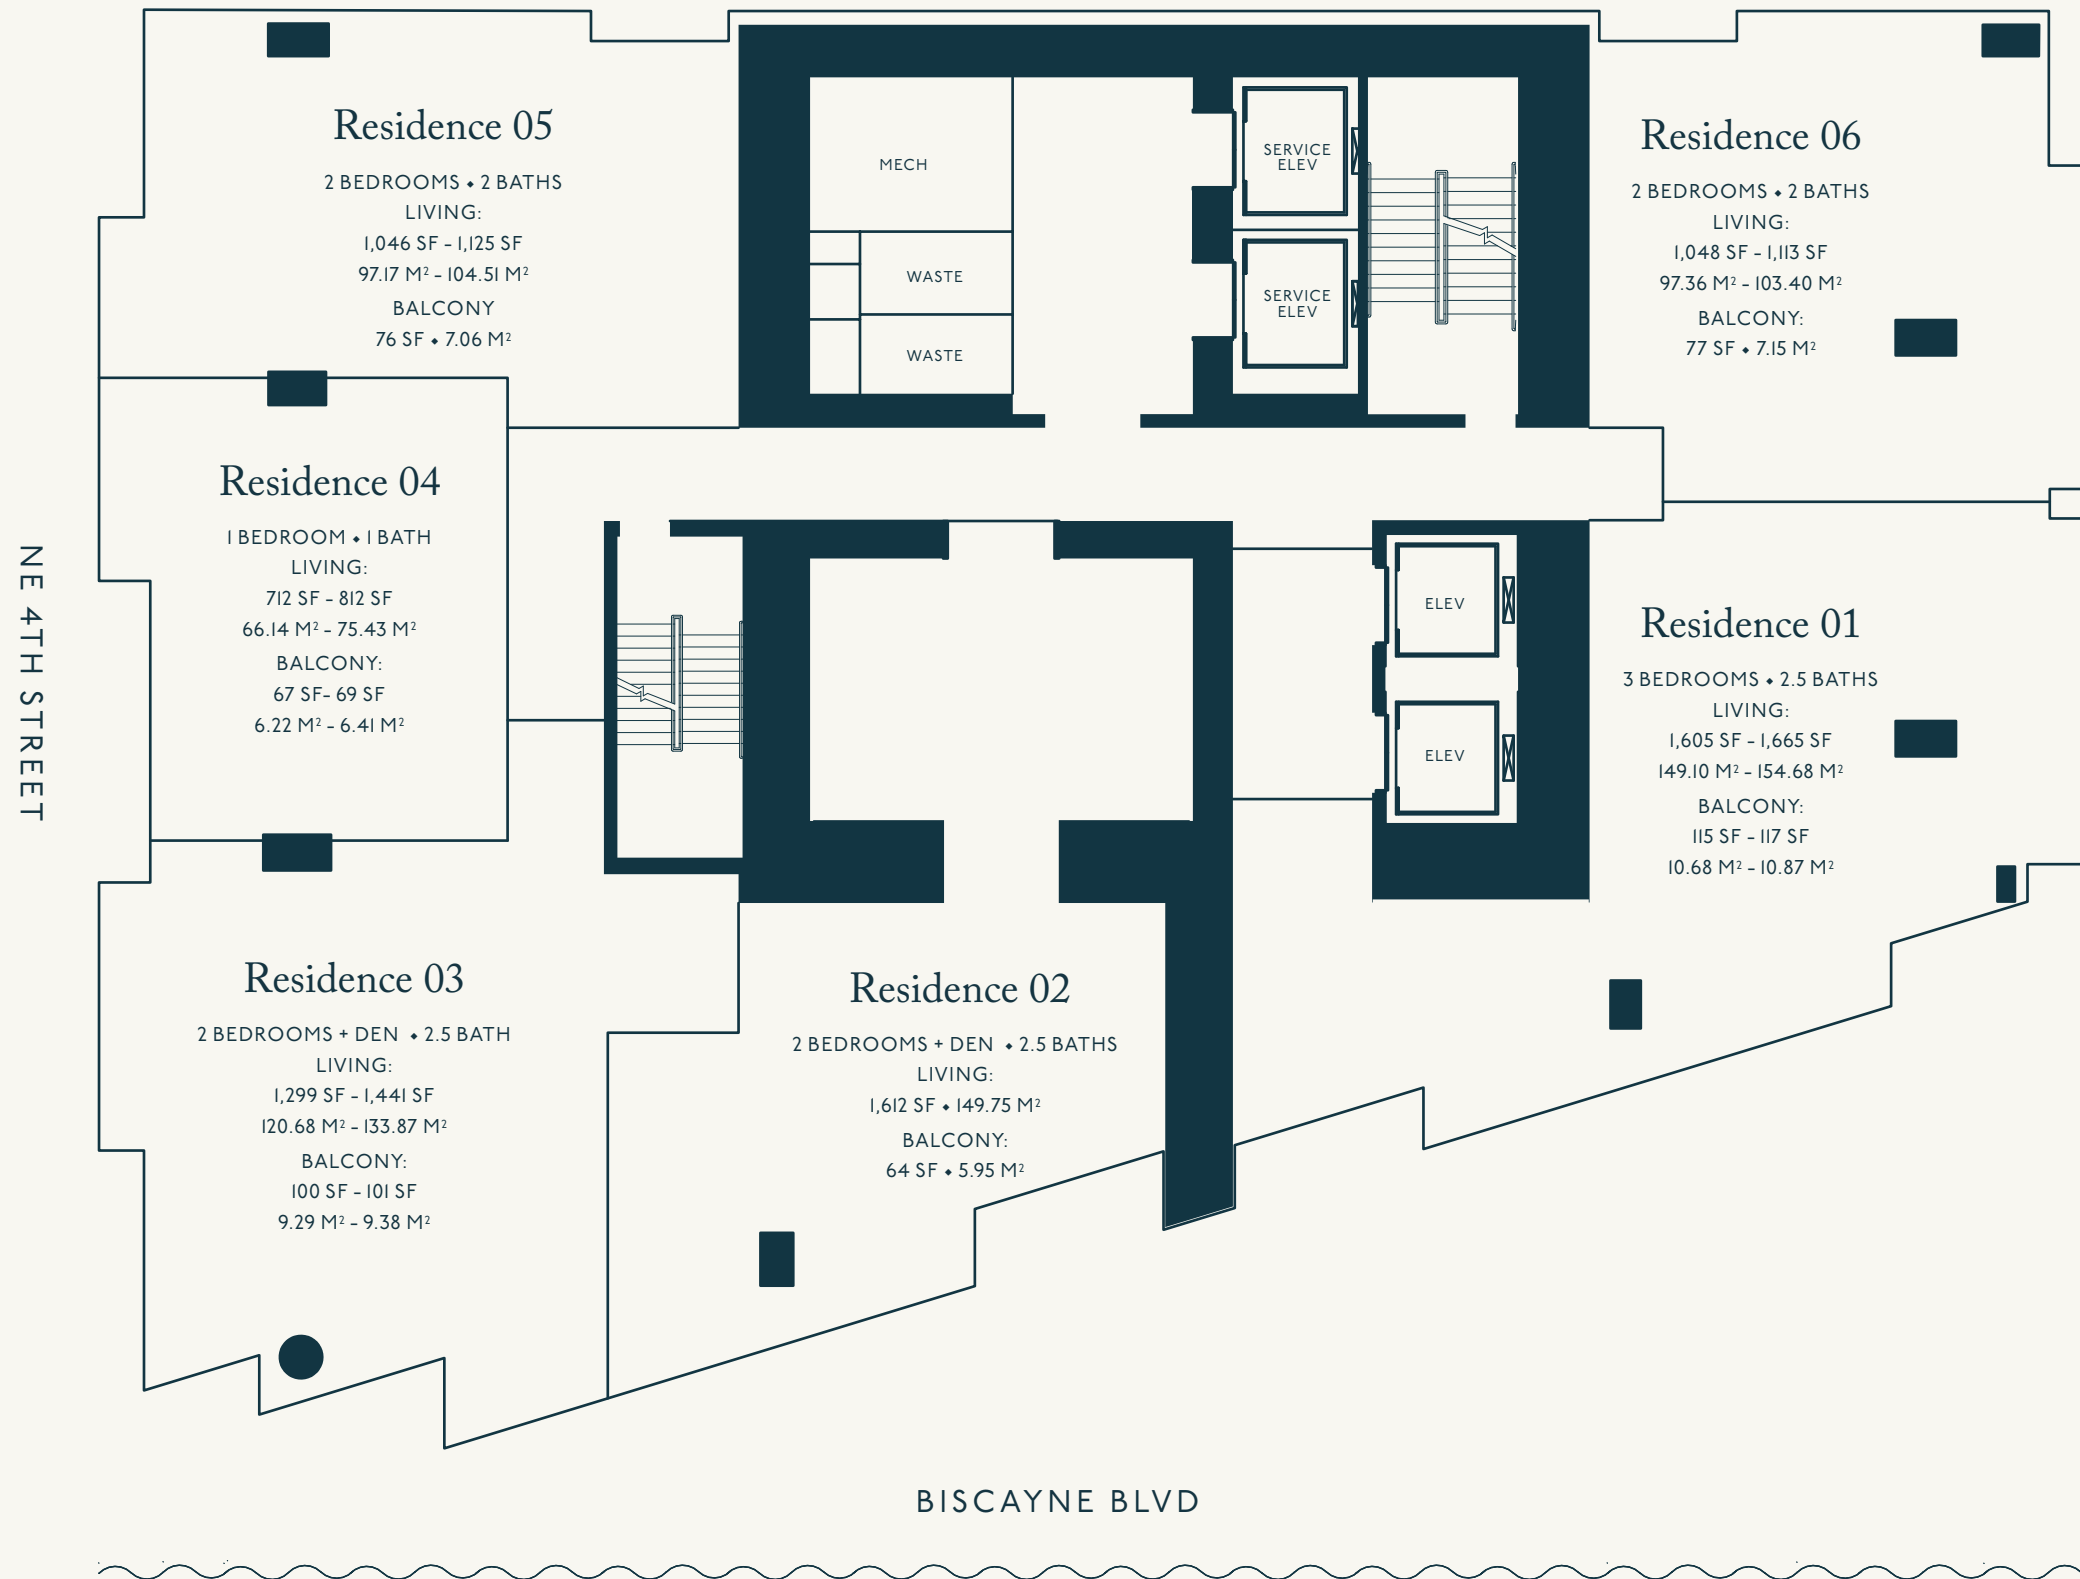 Residence 05
2 BEDROOMS • 2 BATHS
LIVING:
1,046 SF - 1,125 SF
97.17 M² - 104.51 M²
BALCONY
76 SF • 7.06 M²
MECH
WASTE
WASTE
SERVICE
ELEV
SERVICE
ELEV
Residence 06
2 BEDROOMS • 2 BATHS
LIVING:
1,048 SF - 1,113 SF
97.36 M² - 103.40 M²
BALCONY:
77 SF • 7.15 M²
NE 4TH STREET
Residence 04
1 BEDROOM • 1 BATH
LIVING:
712 SF - 812 SF
66.14 M² - 75.43 M²
BALCONY:
67 SF- 69 SF
6.22 M² - 6.41 M²
ELEV
ELEV
Residence 01
3 BEDROOMS • 2.5 BATHS
LIVING:
1,605 SF - 1,665 SF
149.10 M² - 154.68 M²
BALCONY:
115 SF - 117 SF
10.68 M² - 10.87 M²
Residence 03
2 BEDROOMS + DEN • 2.5 BATH
LIVING:
1,299 SF - 1,441 SF
120.68 M² - 133.87 M²
BALCONY:
100 SF - 101 SF
9.29 M² - 9.38 M²
Residence 02
2 BEDROOMS + DEN • 2.5 BATHS
LIVING:
1,612 SF • 149.75 M²
BALCONY:
64 SF • 5.95 M²
BISCAYNE BLVD